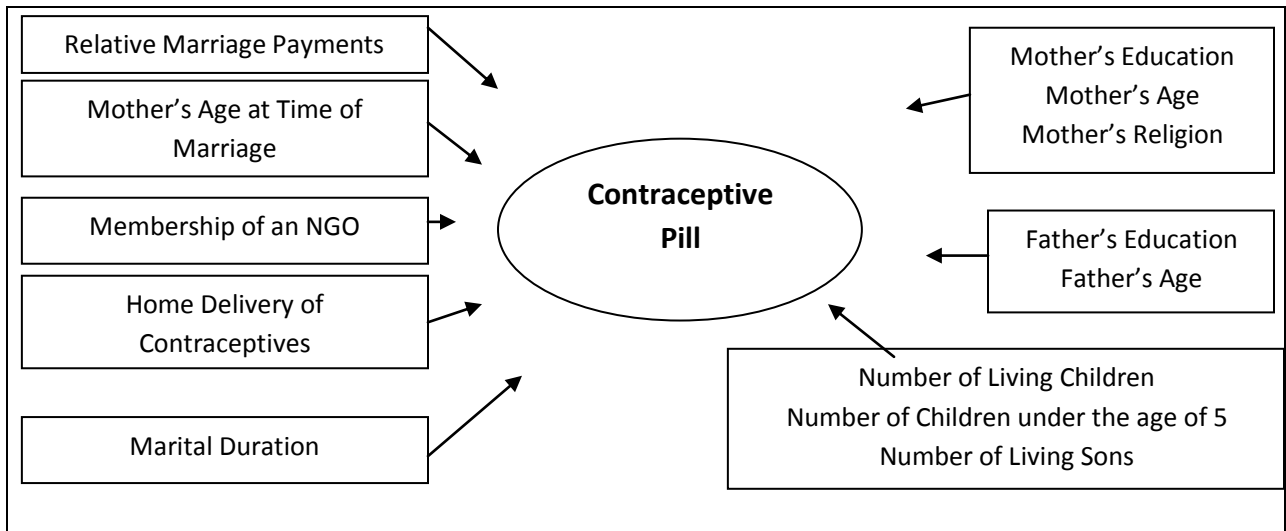 Relative Marriage Payments
Mother’s Age at Time of
Marriage
Membership of an NGO
Home Delivery of
Contraceptives
Marital Duration
Contraceptive
Pill
Mother’s Education
Mother’s Age
Mother’s Religion
Father’s Education
Father’s Age
Number of Living Children
Number of Children under the age of 5
Number of Living Sons